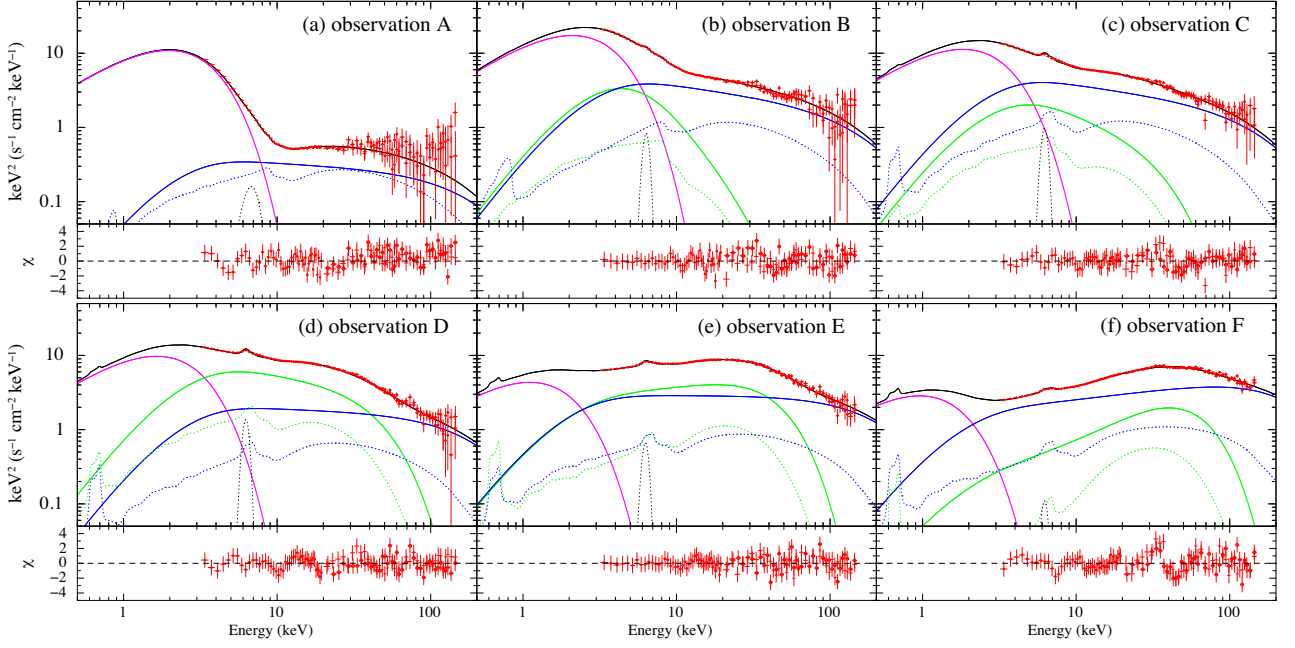 (a) observation A
(b) observation B
(c) observation C
keV² (s⁻¹ cm⁻² keV⁻¹)
10
1
0.1
χ
4
2
0
−2
−4
(d) observation D
(e) observation E
(f) observation F
keV² (s⁻¹ cm⁻² keV⁻¹)
10
1
0.1
χ
4
2
0
−2
−4
1 10 100 1 10 100 1 10 100
Energy (keV) Energy (keV) Energy (keV)